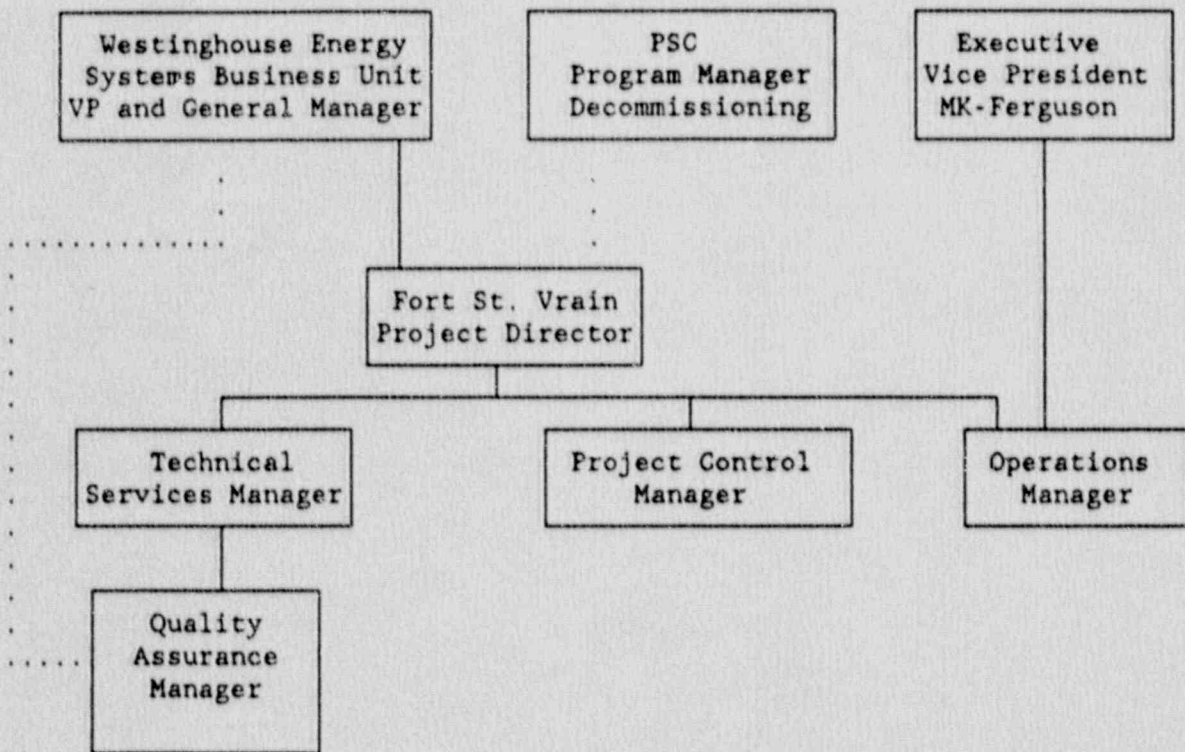 Westinghouse Energy
Systems Business Unit
VP and General Manager
PSC
Program Manager
Decommissioning
Executive
Vice President
MK-Ferguson
Fort St. Vrain
Project Director
Technical
Services Manager
Project Control
Manager
Operations
Manager
Quality
Assurance
Manager